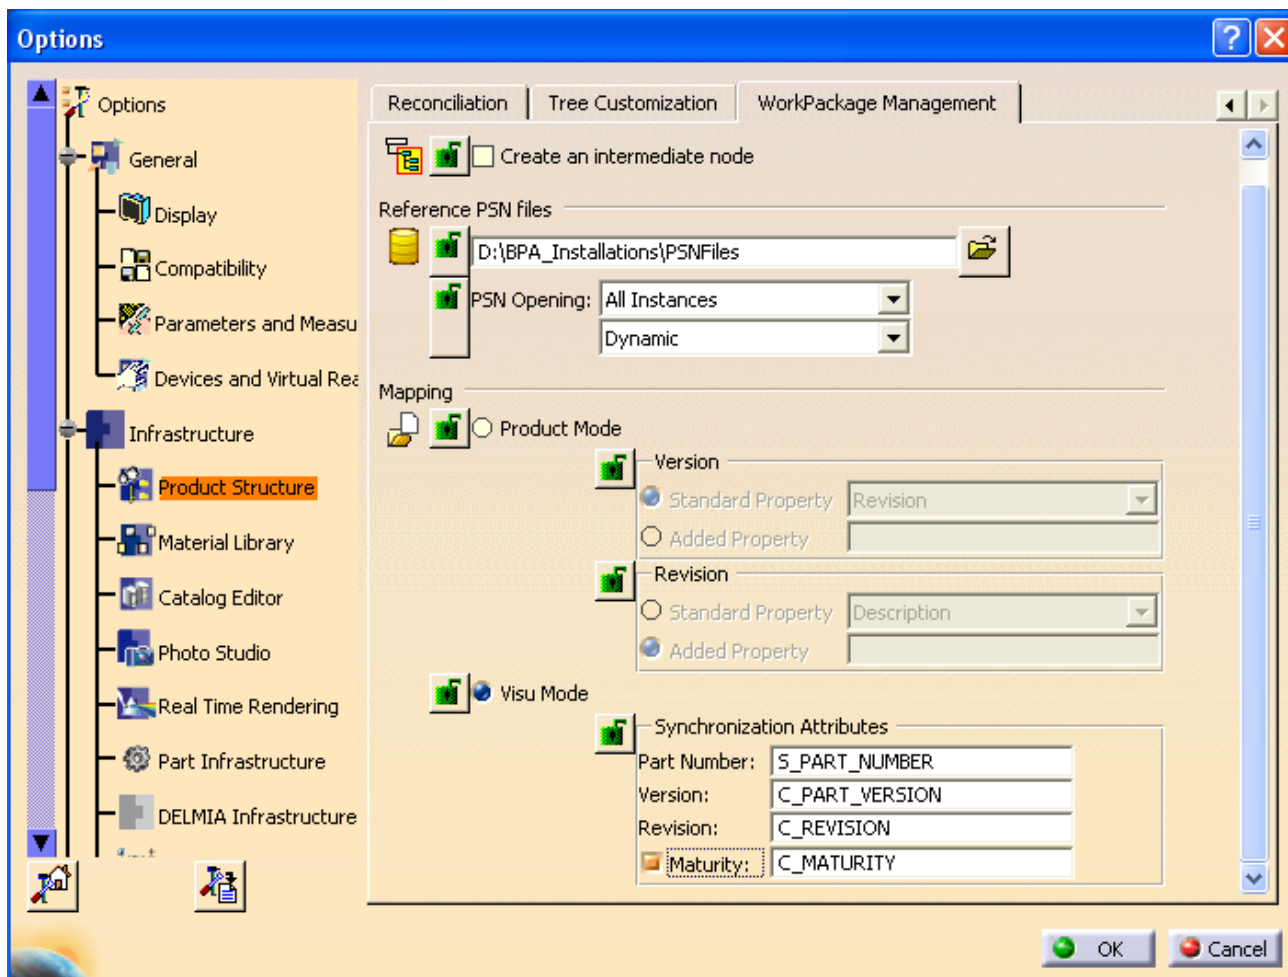 Options
Options
General
Display
Compatibility
Parameters and Measu
Devices and Virtual Rea
Infrastructure
Product Structure
Material Library
Catalog Editor
Photo Studio
Real Time Rendering
Part Infrastructure
DELMIA Infrastructure
Reconciliation Tree Customization WorkPackage Management
Create an intermediate node
Reference PSN files
D:\BPA_Installations\PSNFiles
PSN Opening: All Instances
Dynamic
Mapping
Product Mode
Version
Standard Property Revision
Added Property
Revision
Standard Property Description
Added Property
Visu Mode
Synchronization Attributes
Part Number: S_PART_NUMBER
Version: C_PART_VERSION
Revision: C_REVISION
Maturity: C_MATURITY
OK Cancel